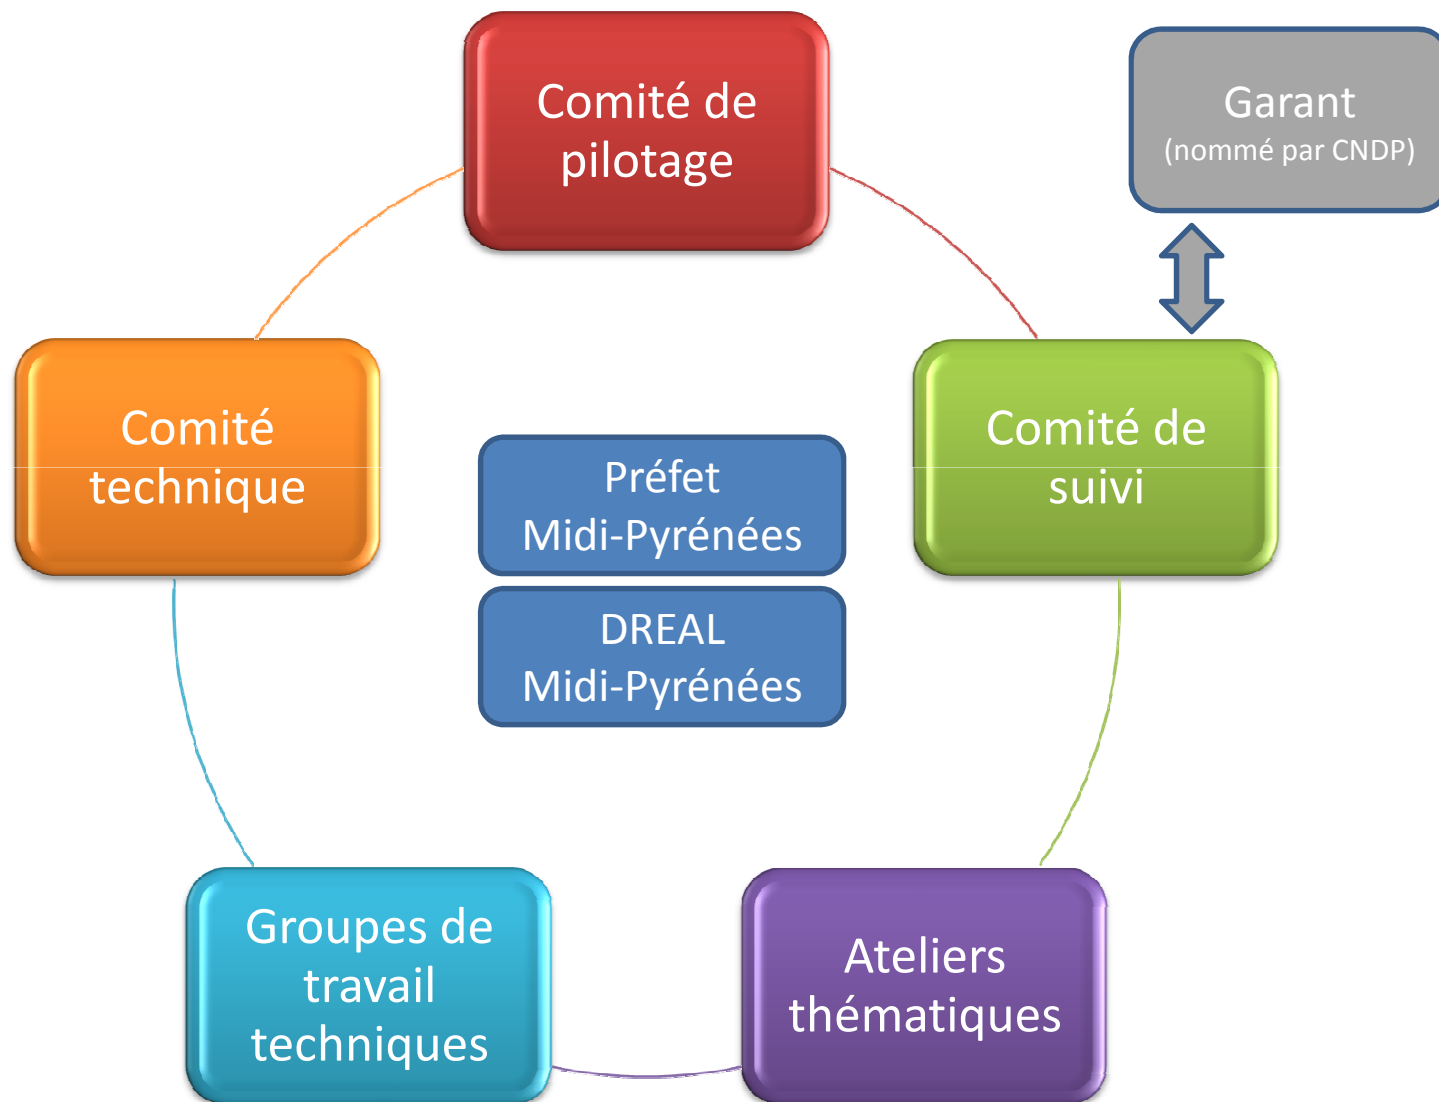 Comité de
pilotage
Garant
(nommé par CNDP)
Comité
technique
Préfet
Midi-Pyrénées
Comité de
suivi
DREAL
Midi-Pyrénées
Groupes de
travail
techniques
Ateliers
thématiques